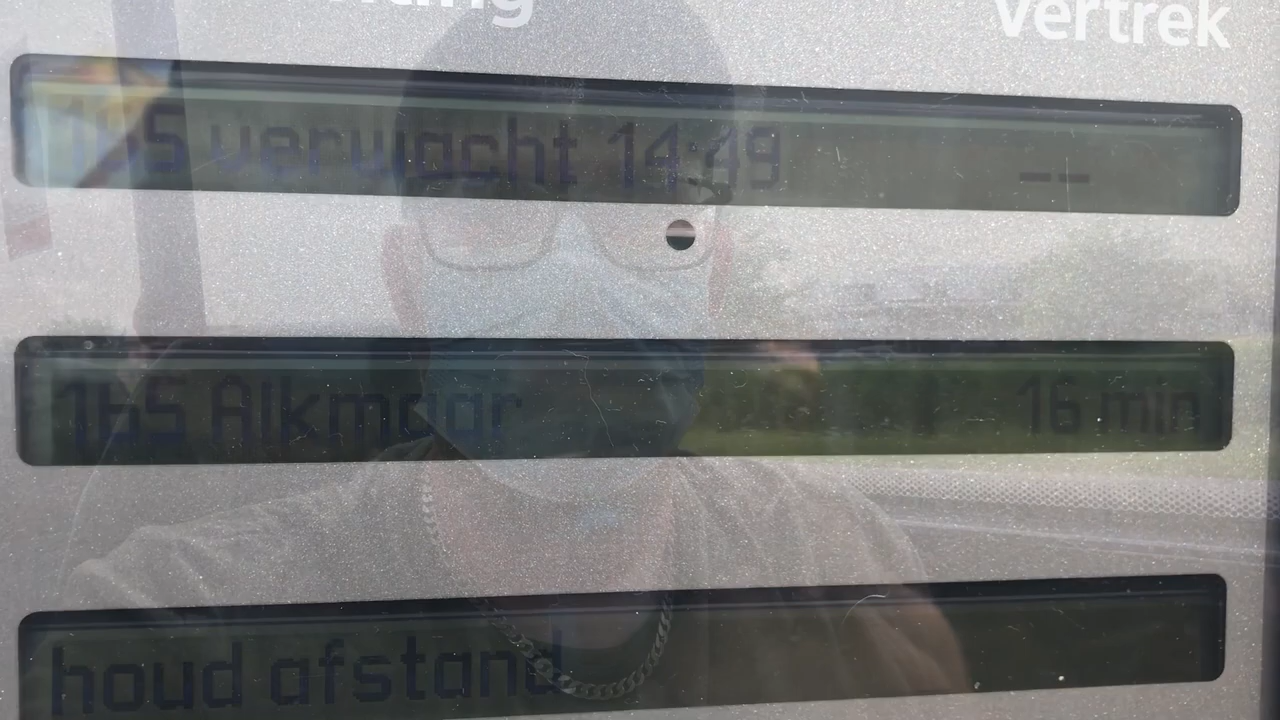 vertrek
165 verwacht 14:49 --
165 Alkmaar 16 min
houd afstand